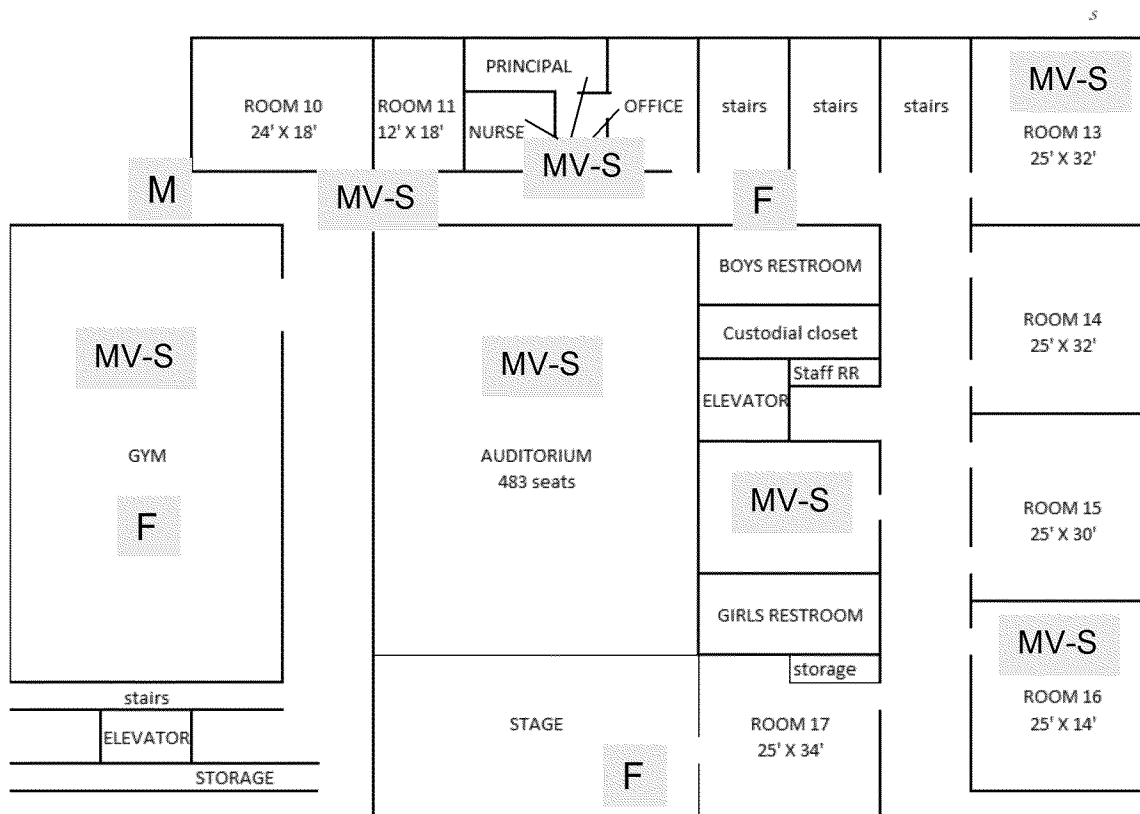 s
PRINCIPAL
MV-S
ROOM 10
24' X 18'
ROOM 11
12' X 18'
NURSE
OFFICE
stairs
stairs
stairs
ROOM 13
25' X 32'
M
MV-S
MV-S
F
BOYS RESTROOM
Custodial closet
Staff RR
ELEVATOR
ROOM 14
25' X 32'
MV-S
MV-S
GYM
AUDITORIUM
483 seats
F
MV-S
ROOM 15
25' X 30'
GIRLS RESTROOM
MV-S
storage
stairs
ELEVATOR
STORAGE
STAGE
ROOM 17
25' X 34'
ROOM 16
25' X 14'
F